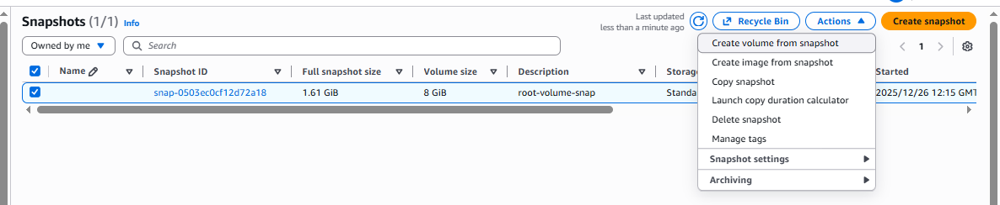 Snapshots (1/1) Info
Last updated
less than a minute ago
Recycle Bin
Actions
Create snapshot
Owned by me
Search
1
Create volume from snapshot
Create image from snapshot
Copy snapshot
Launch copy duration calculator
Delete snapshot
Manage tags
Snapshot settings
Archiving
Name Snapshot ID Full snapshot size Volume size Description Storag Started
snap-0503ec0cf12d72a18 1.61 GiB 8 GiB root-volume-snap Standa 2025/12/26 12:15 GMT